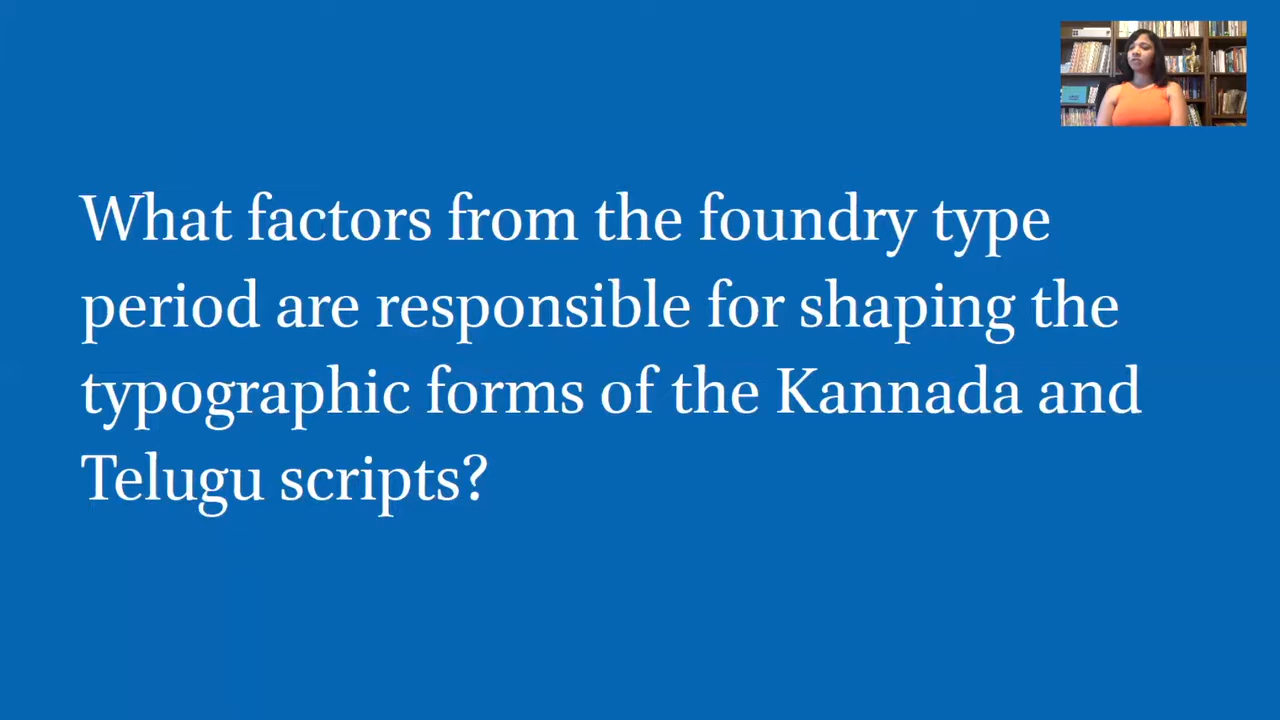 What factors from the foundry type
period are responsible for shaping the
typographic forms of the Kannada and
Telugu scripts?